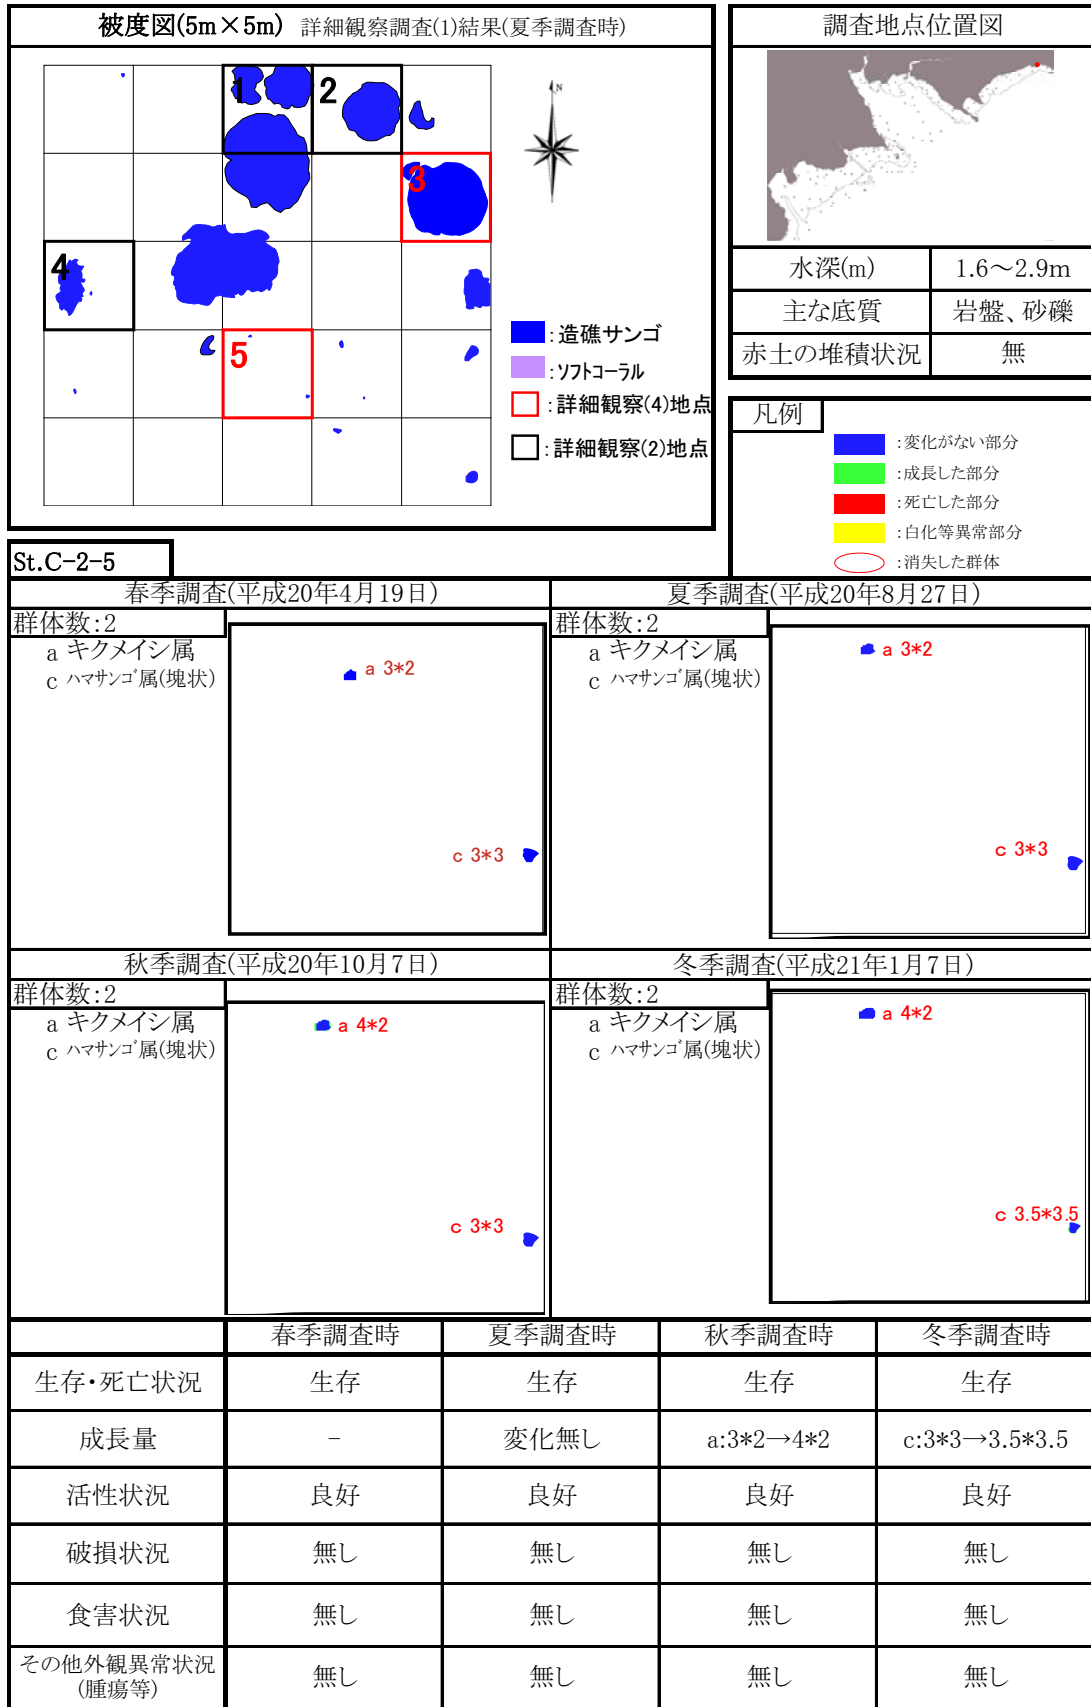 被度図(5m×5m) 詳細観察調査(1)結果(夏季調査時)
1
2
3
4
5
N
:造礁サンゴ
:ソフトコーラル
:詳細観察(4)地点
:詳細観察(2)地点
調査地点位置図
水深(m) 1.6～2.9m
主な底質 岩盤、砂礫
赤土の堆積状況 無
凡例
:変化がない部分
:成長した部分
:死亡した部分
:白化等異常部分
:消失した群体
St.C-2-5
春季調査(平成20年4月19日)
群体数:2
a キクメイシ属
c ハマサンゴ属(塊状)
a 3*2
c 3*3
夏季調査(平成20年8月27日)
群体数:2
a キクメイシ属
c ハマサンゴ属(塊状)
a 3*2
c 3*3
秋季調査(平成20年10月7日)
群体数:2
a キクメイシ属
c ハマサンゴ属(塊状)
a 4*2
c 3*3
冬季調査(平成21年1月7日)
群体数:2
a キクメイシ属
c ハマサンゴ属(塊状)
a 4*2
c 3.5*3.5
春季調査時 夏季調査時 秋季調査時 冬季調査時
生存・死亡状況 生存 生存 生存 生存
成長量 - 変化無し a:3*2→4*2 c:3*3→3.5*3.5
活性状況 良好 良好 良好 良好
破損状況 無し 無し 無し 無し
食害状況 無し 無し 無し 無し
その他外観異常状況
(腫瘍等) 無し 無し 無し 無し